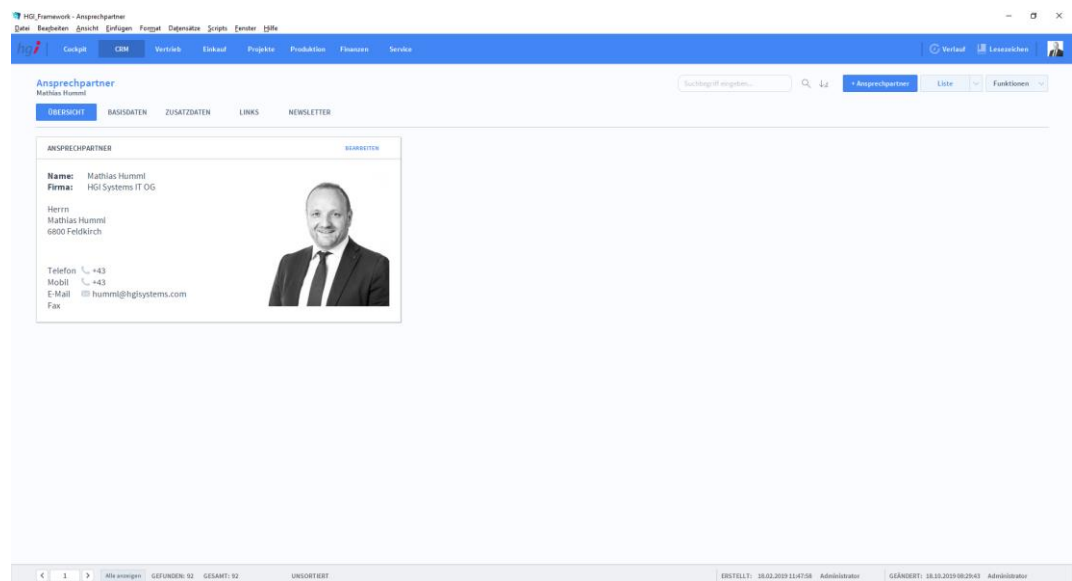 HGI_Framework - Ansprechpartner
Datei Bearbeiten Ansicht Einfügen Format Datensätze Scripts Fenster Hilfe
hgi Cockpit CRM Vertrieb Einkauf Projekte Produktion Finanzen Service Verlauf Lesezeichen
Ansprechpartner
Mathias Humml
Suchbegriff eingeben... + Ansprechpartner Liste Funktionen
ÜBERSICHT BASISDATEN ZUSATZDATEN LINKS NEWSLETTER
ANSPRECHPARTNER BEARBEITEN
Name: Mathias Humml
Firma: HGI Systems IT OG
Herrn
Mathias Humml
6800 Feldkirch
Telefon +43
Mobil +43
E-Mail humml@hgisystems.com
Fax
1 Alle anzeigen GEFUNDEN: 92 GESAMT: 92 UNSORTIERT ERSTELLT: 18.02.2019 11:47:58 Administrator GEÄNDERT: 18.10.2019 08:29:43 Administrator